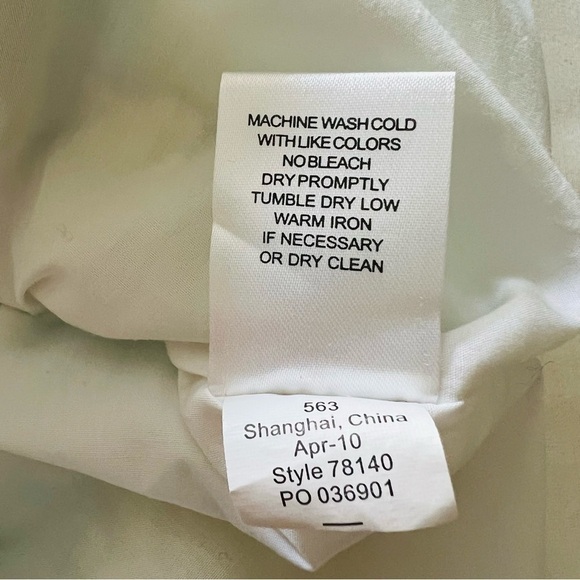 MACHINE WASH COLD
WITH LIKE COLORS
NO BLEACH
DRY PROMPTLY
TUMBLE DRY LOW
WARM IRON
IF NECESSARY
OR DRY CLEAN
563
Shanghai, China
Apr-10
Style 78140
PO 036901